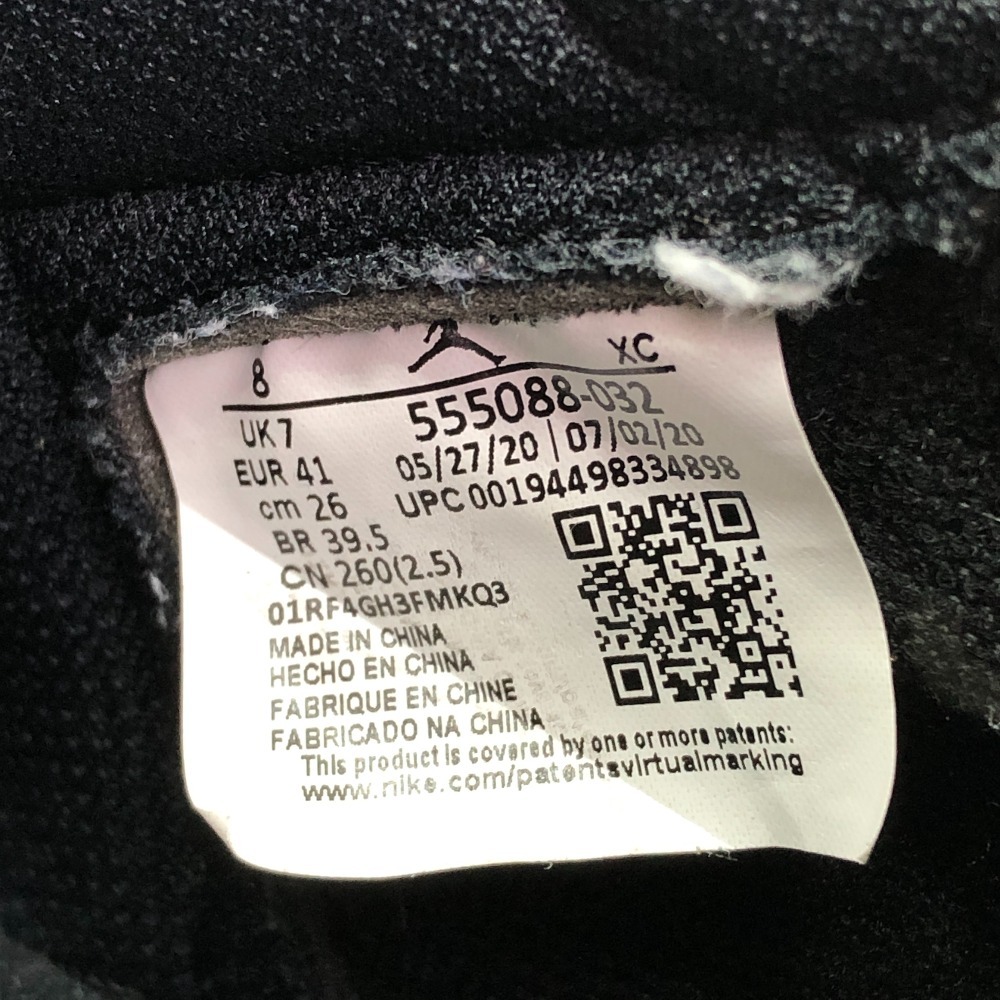 8 XC
UK 7 555088-032
EUR 41 05/27/20 | 07/02/20
cm 26 UPC 00194498334898
BR 39.5
CN 260(2.5)
01RF4GH3FMKQ3
MADE IN CHINA
HECHO EN CHINA
FABRIQUE EN CHINE
FABRICADO NA CHINA
This product is covered by one or more patents:
www.nike.com/patentsvirtualmarking